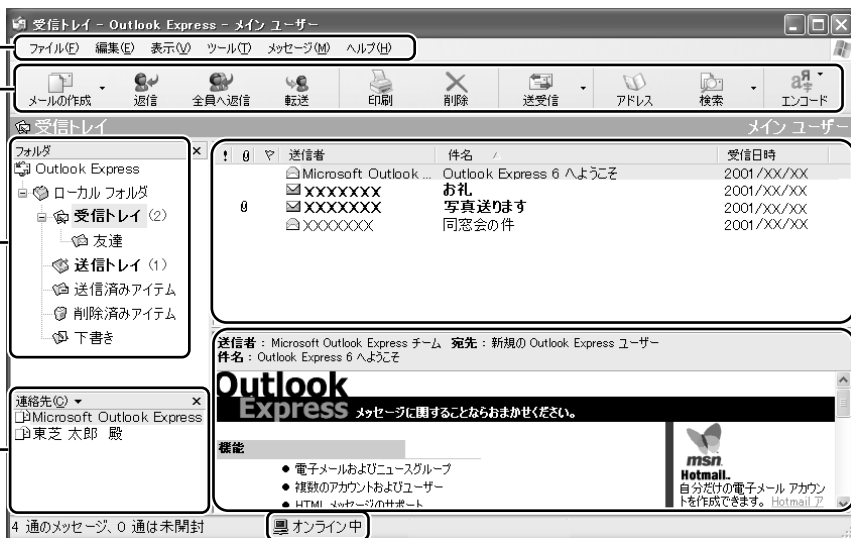 受信トレイ - Outlook Express - メイン ユーザー
ファイル(F) 編集(E) 表示(V) ツール(T) メッセージ(M) ヘルプ(H)
メールの作成 返信 全員へ返信 転送 印刷 削除 送受信 アドレス 検索 エンコード
受信トレイ メイン ユーザー
フォルダ ×
Outlook Express
ローカル フォルダ
受信トレイ (2)
友達
送信トレイ (1)
送信済みアイテム
削除済みアイテム
下書き
連絡先(C) ×
Microsoft Outlook Express
東芝 太郎 殿
! 送信者 件名 受信日時
Microsoft Outlook ... Outlook Express 6 へようこそ 2001/XX/XX
XXXXXXX お礼 2001/XX/XX
XXXXXXX 写真送ります 2001/XX/XX
XXXXXXX 同窓会の件 2001/XX/XX
送信者 : Microsoft Outlook Express チーム 宛先 : 新規の Outlook Express ユーザー
件名 : Outlook Express 6 へようこそ
Outlook
Express メッセージに関することならおまかせください。
機能
● 電子メールおよびニュースグループ
● 複数のアカウントおよびユーザー
● HTML メッセージのサポート
msn
Hotmail.
自分だけの電子メール アカウン
トを作成できます。 Hotmail ア
4 通のメッセージ、0 通は未開封 オンライン中